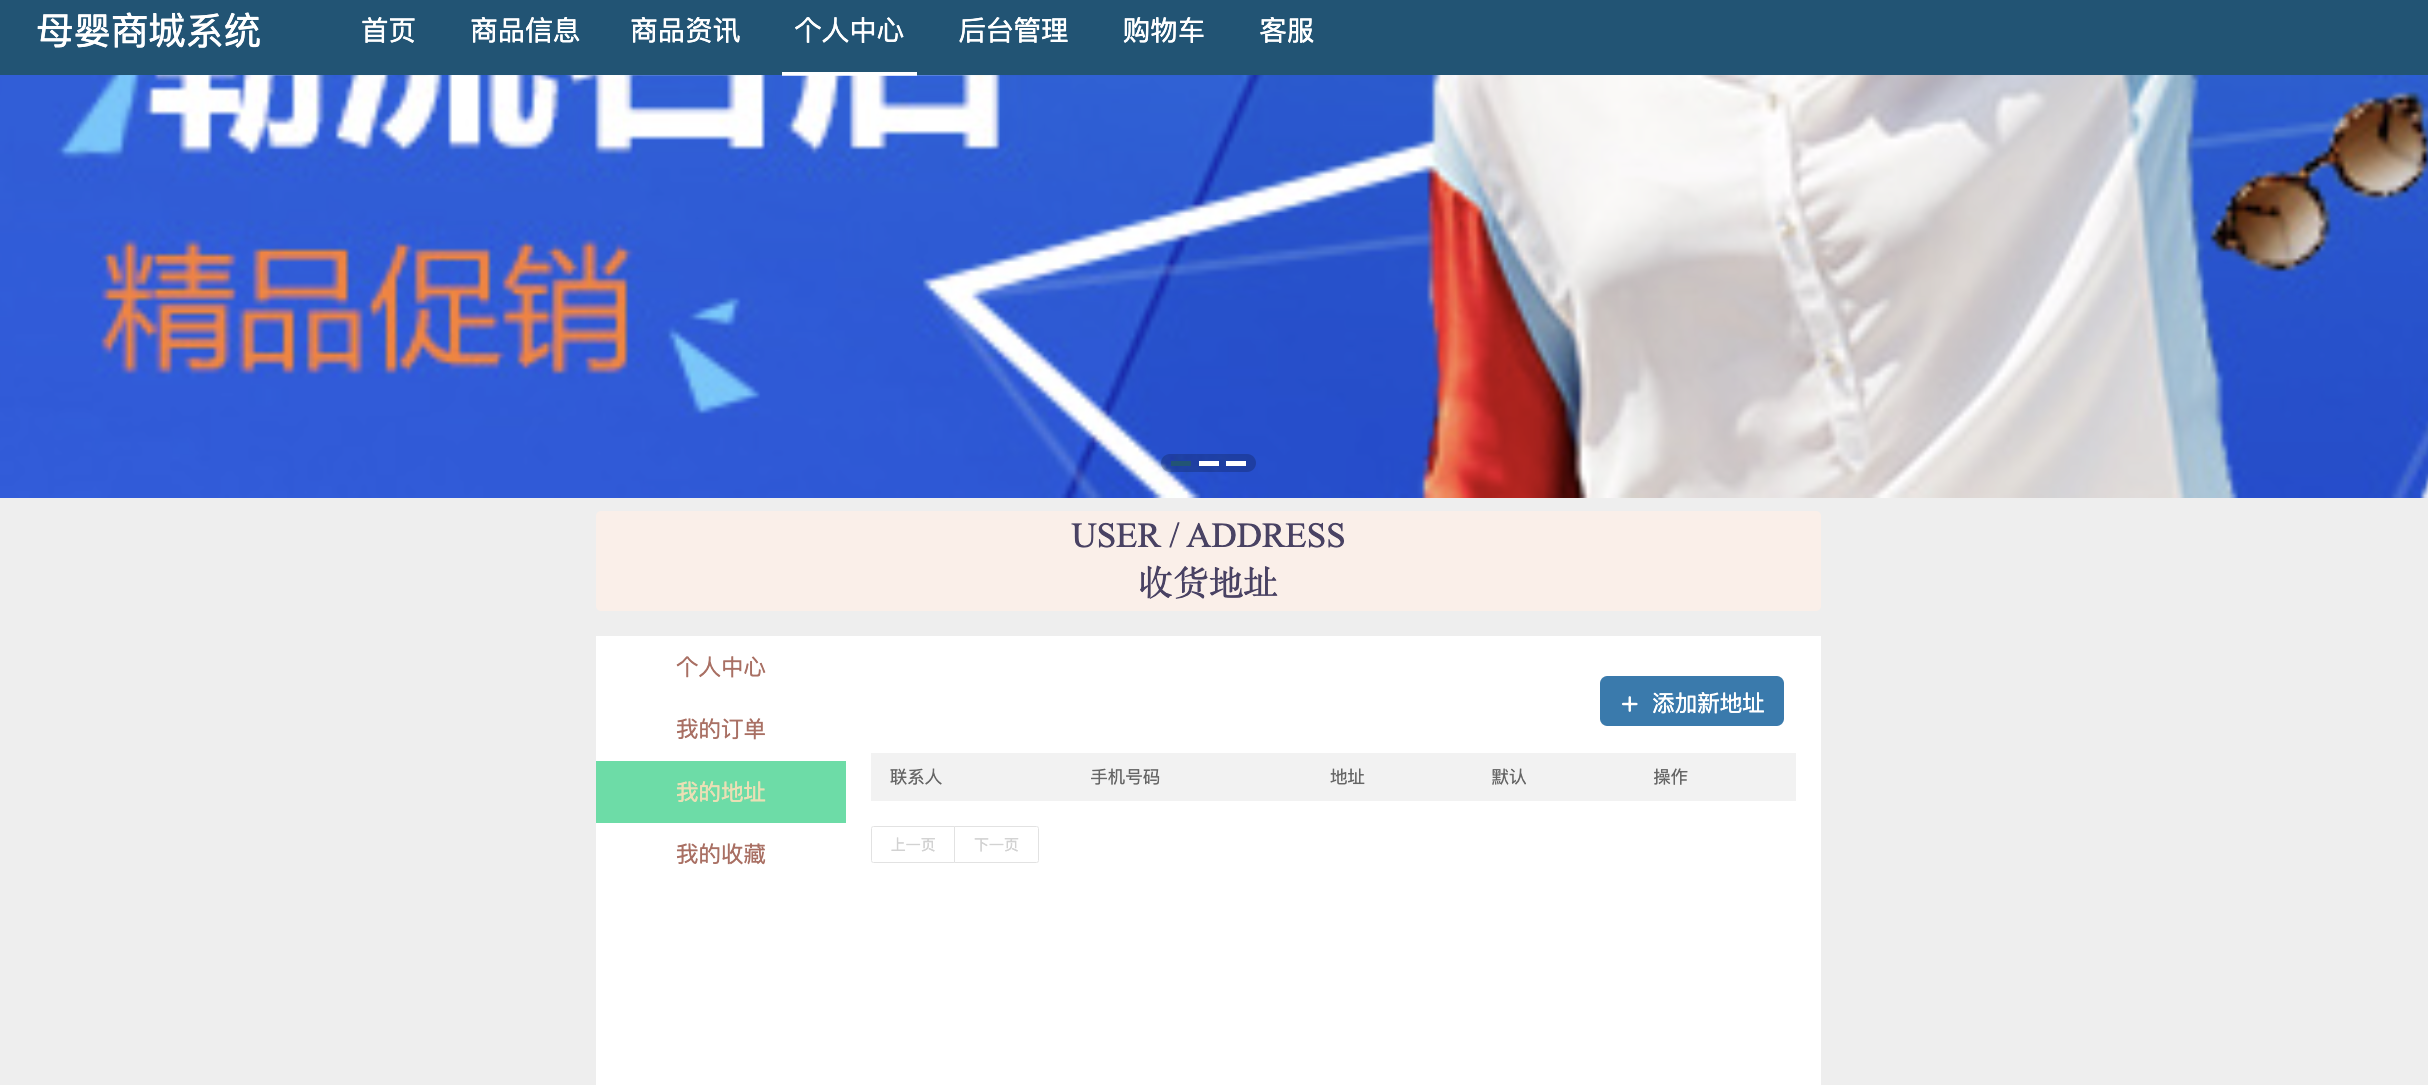 母婴商城系统 首页 商品信息 商品资讯 个人中心 后台管理 购物车 客服
精品促销
USER / ADDRESS
收货地址
个人中心
我的订单
我的地址
我的收藏
+ 添加新地址
联系人 手机号码 地址 默认 操作
上一页 下一页